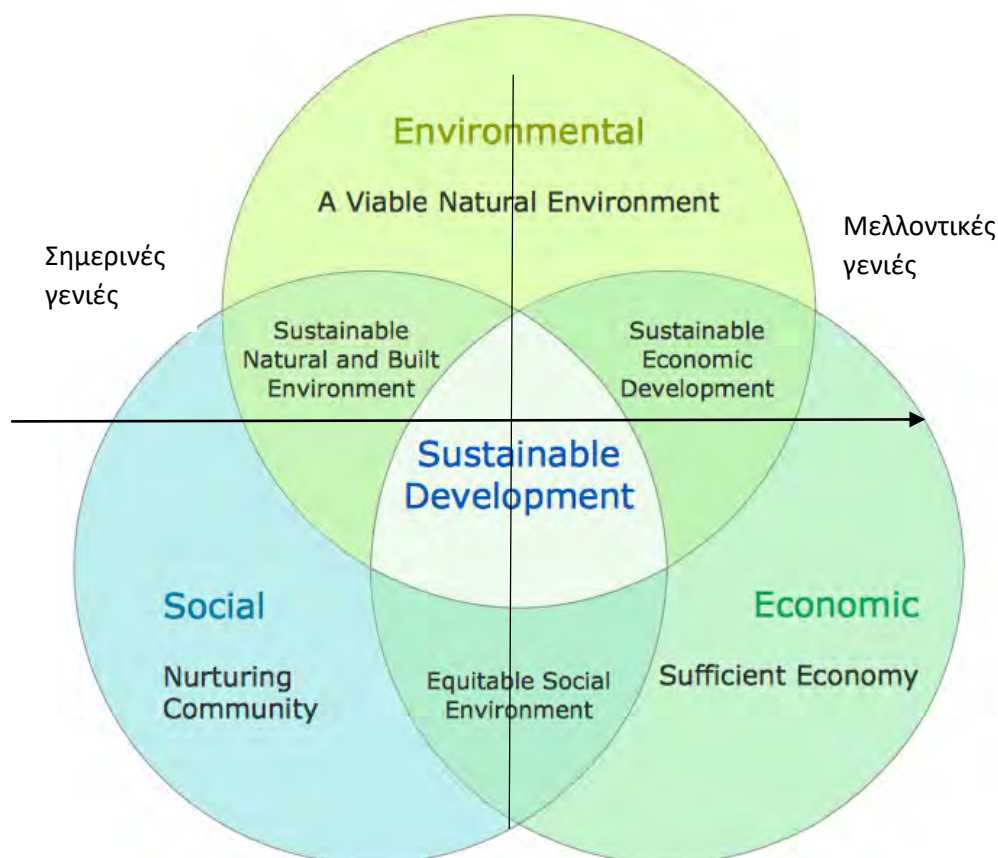 Environmental
A Viable Natural Environment
Σημερινές
γενιές
Μελλοντικές
γενιές
Sustainable
Natural and Built
Environment
Sustainable
Economic
Development
Sustainable
Development
Social
Nurturing
Community
Economic
Sufficient Economy
Equitable Social
Environment